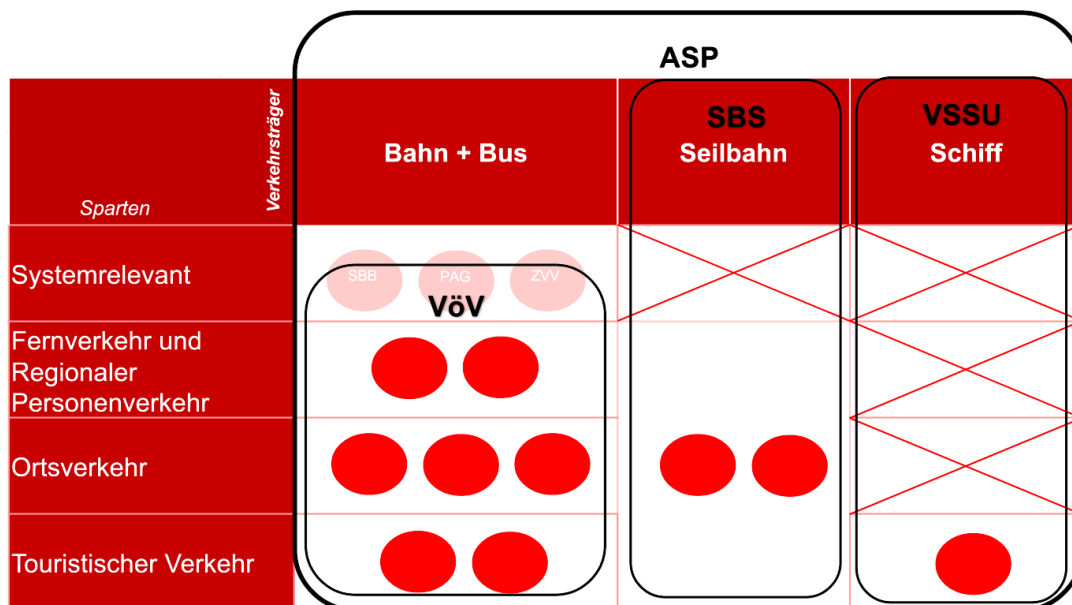 ASP
Verkehrsträger
SBS
VSSU
Bahn + Bus
Seilbahn
Schiff
Sparten
Systemrelevant
SBB
PAG
ZVV
VöV
Fernverkehr und
Regionaler
Personenverkehr
Ortsverkehr
Touristischer Verkehr